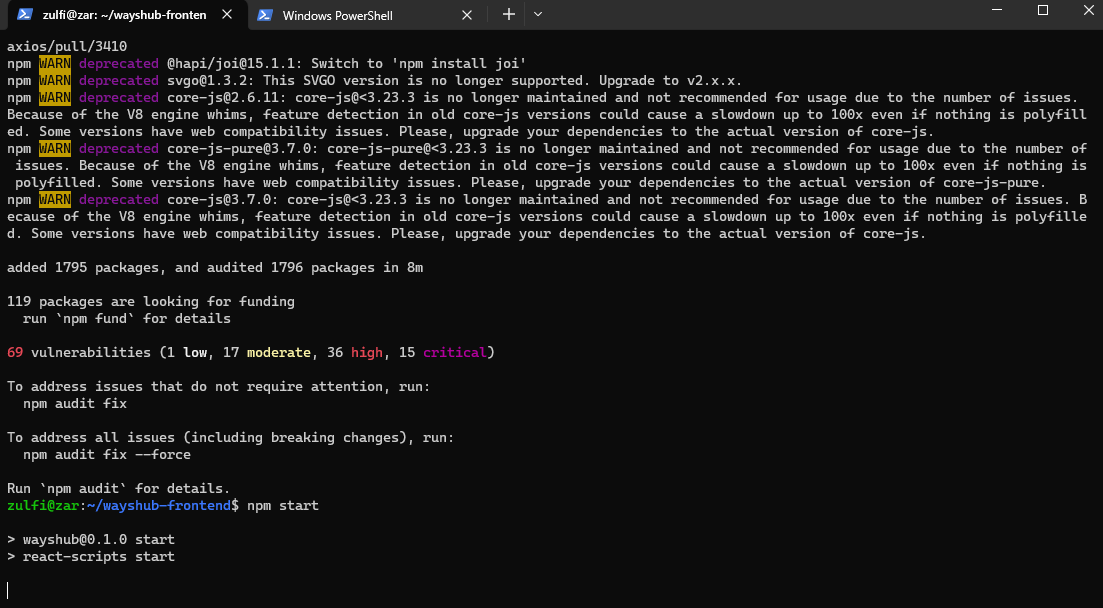 zulfi@zar: ~/wayshub-fronten
Windows PowerShell
axios/pull/3410
npm WARN deprecated @hapi/joi@15.1.1: Switch to 'npm install joi'
npm WARN deprecated svgo@1.3.2: This SVGO version is no longer supported. Upgrade to v2.x.x.
npm WARN deprecated core-js@2.6.11: core-js@<3.23.3 is no longer maintained and not recommended for usage due to the number of issues.
Because of the V8 engine whims, feature detection in old core-js versions could cause a slowdown up to 100x even if nothing is polyfill
ed. Some versions have web compatibility issues. Please, upgrade your dependencies to the actual version of core-js.
npm WARN deprecated core-js-pure@3.7.0: core-js-pure@<3.23.3 is no longer maintained and not recommended for usage due to the number of
issues. Because of the V8 engine whims, feature detection in old core-js versions could cause a slowdown up to 100x even if nothing is
polyfilled. Some versions have web compatibility issues. Please, upgrade your dependencies to the actual version of core-js-pure.
npm WARN deprecated core-js@3.7.0: core-js@<3.23.3 is no longer maintained and not recommended for usage due to the number of issues. B
ecause of the V8 engine whims, feature detection in old core-js versions could cause a slowdown up to 100x even if nothing is polyfille
d. Some versions have web compatibility issues. Please, upgrade your dependencies to the actual version of core-js.
added 1795 packages, and audited 1796 packages in 8m
119 packages are looking for funding
run `npm fund` for details
69 vulnerabilities (1 low, 17 moderate, 36 high, 15 critical)
To address issues that do not require attention, run:
npm audit fix
To address all issues (including breaking changes), run:
npm audit fix --force
Run `npm audit` for details.
zulfi@zar:~/wayshub-frontend$ npm start
> wayshub@0.1.0 start
> react-scripts start